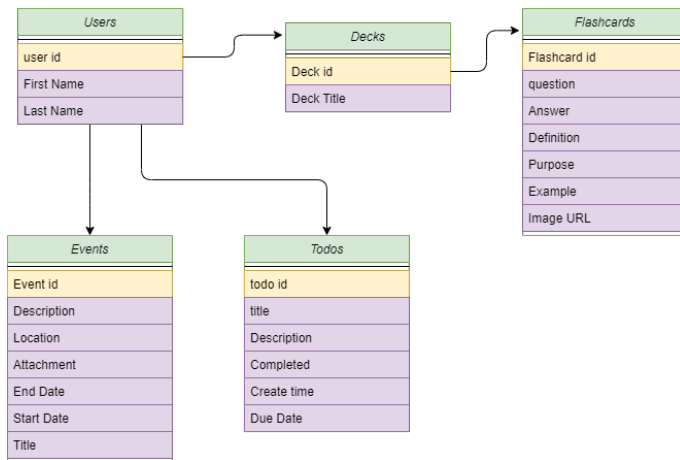 Users
user id
First Name
Last Name
Decks
Deck id
Deck Title
Flashcards
Flashcard id
question
Answer
Definition
Purpose
Example
Image URL
Events
Event id
Description
Location
Attachment
End Date
Start Date
Title
Todos
todo id
title
Description
Completed
Create time
Due Date